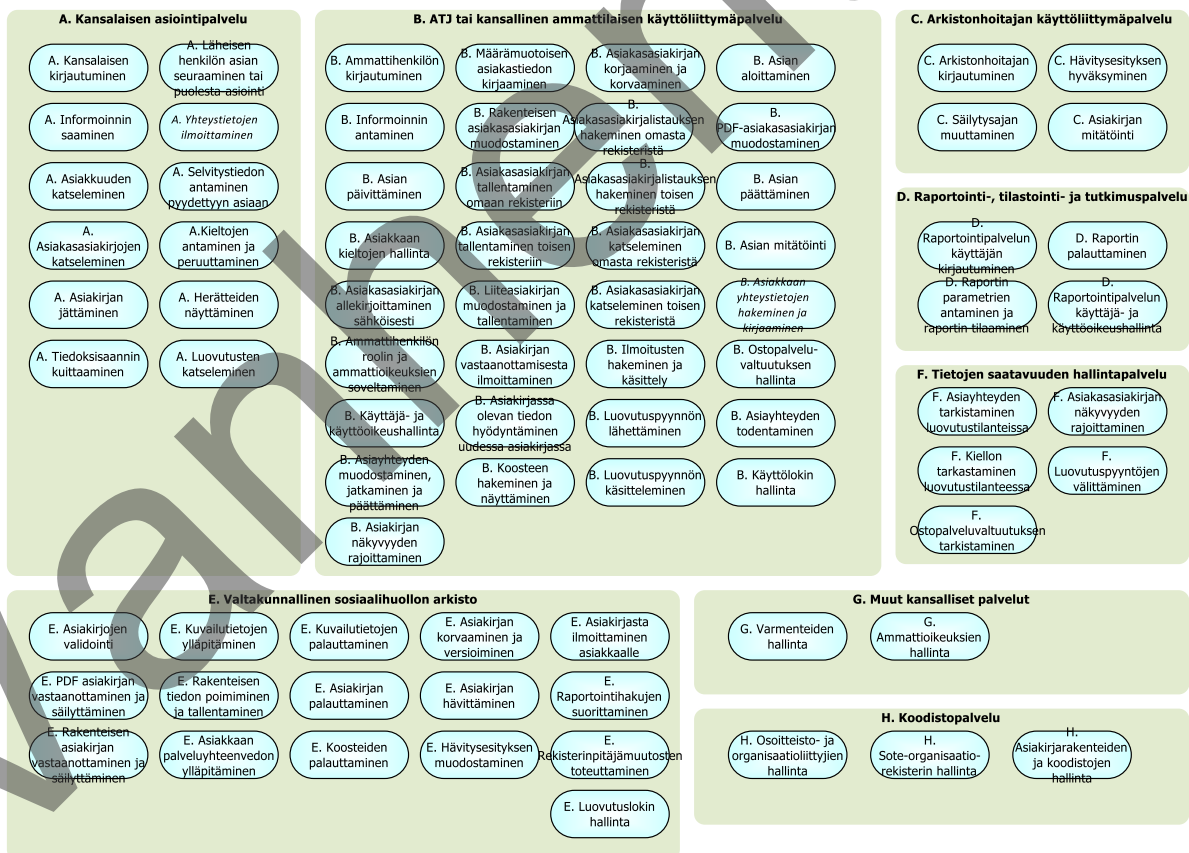 A. Kansalaisen asiointipalvelu
A. Kansalaisen
kirjautuminen
A. Läheisen
henkilön asian
seuraaminen tai
puolesta asiointi
A. Informoinnin
saaminen
A. Yhteystietojen
ilmoittaminen
A. Asiakkuuden
katseleminen
A. Selvitystiedon
antaminen
pyydettyyn asiaan
A.
Asiakasasiakirjojen
katseleminen
A.Kieltojen
antaminen ja
peruuttaminen
A. Asiakirjan
jättäminen
A. Herätteiden
näyttäminen
A. Tiedoksisaannin
kuittaaminen
A. Luovutusten
katseleminen
B. ATJ tai kansallinen ammattilaisen käyttöliittymäpalvelu
B. Ammattihenkilön
kirjautuminen
B. Määrämuotoisen
asiakastiedon
kirjaaminen
B. Asiakasasiakirjan
korjaaminen ja
korvaaminen
B. Asian
aloittaminen
B. Informoinnin
antaminen
B. Rakenteisen
asiakasasiakirjan
muodostaminen
B.
Asiakasasiakirjalistauksen
hakeminen omasta
rekisteristä
B.
PDF-asiakasasiakirjan
muodostaminen
B. Asian
päivittäminen
B. Asiakasasiakirjan
tallentaminen
omaan rekisteriin
B.
Asiakasasiakirjalistauksen
hakeminen toisen
rekisteristä
B. Asian
päättäminen
B. Asiakkaan
kieltojen hallinta
B. Asiakasasiakirjan
tallentaminen toisen
rekisteriin
B. Asiakasasiakirjan
katseleminen
omasta rekisteristä
B. Asian mitätöinti
B. Asiakasasiakirjan
allekirjoittaminen
sähköisesti
B. Liiteasiakirjan
muodostaminen ja
tallentaminen
B. Asiakasasiakirjan
katseleminen toisen
rekisteristä
B. Asiakkaan
yhteystietojen
hakeminen ja
kirjaaminen
B. Ammattihenkilön
roolin ja
ammattioikeuksien
soveltaminen
B. Asiakirjan
vastaanottamisesta
ilmoittaminen
B. Ilmoitusten
hakeminen ja
käsittely
B. Ostopalvelu-
valtuutuksen
hallinta
B. Käyttäjä- ja
käyttöoikeushallinta
B. Asiakirjassa
olevan tiedon
hyödyntäminen
uudessa asiakirjassa
B. Luovutuspyynnön
lähettäminen
B. Asiayhteyden
todentaminen
B. Asiayhteyden
muodostaminen,
jatkaminen ja
päättäminen
B. Koosteen
hakeminen ja
näyttäminen
B. Luovutuspyynnön
käsitteleminen
B. Käyttölokin
hallinta
B. Asiakirjan
näkyvyyden
rajoittaminen
C. Arkistonhoitajan käyttöliittymäpalvelu
C. Arkistonhoitajan
kirjautuminen
C. Hävitysesityksen
hyväksyminen
C. Säilytysajan
muuttaminen
C. Asiakirjan
mitätöinti
D. Raportointi-, tilastointi- ja tutkimuspalvelu
D.
Raportointipalvelun
käyttäjän
kirjautuminen
D. Raportin
palauttaminen
D. Raportin
parametrien
antaminen ja
raportin tilaaminen
D.
Raportointipalvelun
käyttäjä- ja
käyttöoikeushallinta
F. Tietojen saatavuuden hallintapalvelu
F. Asiayhteyden
tarkistaminen
luovutustilanteissa
F. Asiakasasiakirjan
näkyvyyden
rajoittaminen
F. Kiellon
tarkastaminen
luovutustilanteessa
F.
Luovutuspyyntöjen
välittäminen
F.
Ostopalveluvaltuutuksen
tarkistaminen
E. Valtakunnallinen sosiaalihuollon arkisto
E. Asiakirjojen
validointi
E. Kuvailutietojen
ylläpitäminen
E. Kuvailutietojen
palauttaminen
E. Asiakirjan
korvaaminen ja
versioiminen
E. Asiakirjasta
ilmoittaminen
asiakkaalle
E. PDF asiakirjan
vastaanottaminen ja
säilyttäminen
E. Rakenteisen
tiedon poimiminen
ja tallentaminen
E. Asiakirjan
palauttaminen
E. Asiakirjan
hävittäminen
E.
Raportointihakujen
suorittaminen
E. Rakenteisen
asiakirjan
vastaanottaminen ja
säilyttäminen
E. Asiakkaan
palveluyhteenvedon
ylläpitäminen
E. Koosteiden
palauttaminen
E. Hävitysesityksen
muodostaminen
E.
Rekisterinpitäjämuutosten
toteuttaminen
E. Luovutuslokin
hallinta
G. Muut kansalliset palvelut
G. Varmenteiden
hallinta
G.
Ammattioikeuksien
hallinta
H. Koodistopalvelu
H. Osoitteisto- ja
organisaatioliittyjien
hallinta
H.
Sote-organisaatio-
rekisterin hallinta
H.
Asiakirjarakenteiden
ja koodistojen
hallinta